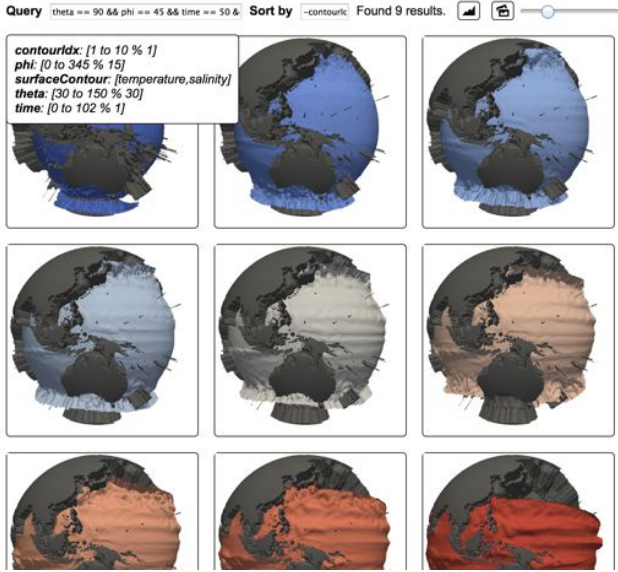 Query theta == 90 && phi == 45 && time == 50 & Sort by -contourIc Found 9 results.
contourIdx: [1 to 10 % 1]
phi: [0 to 345 % 15]
surfaceContour: [temperature,salinity]
theta: [30 to 150 % 30]
time: [0 to 102 % 1]